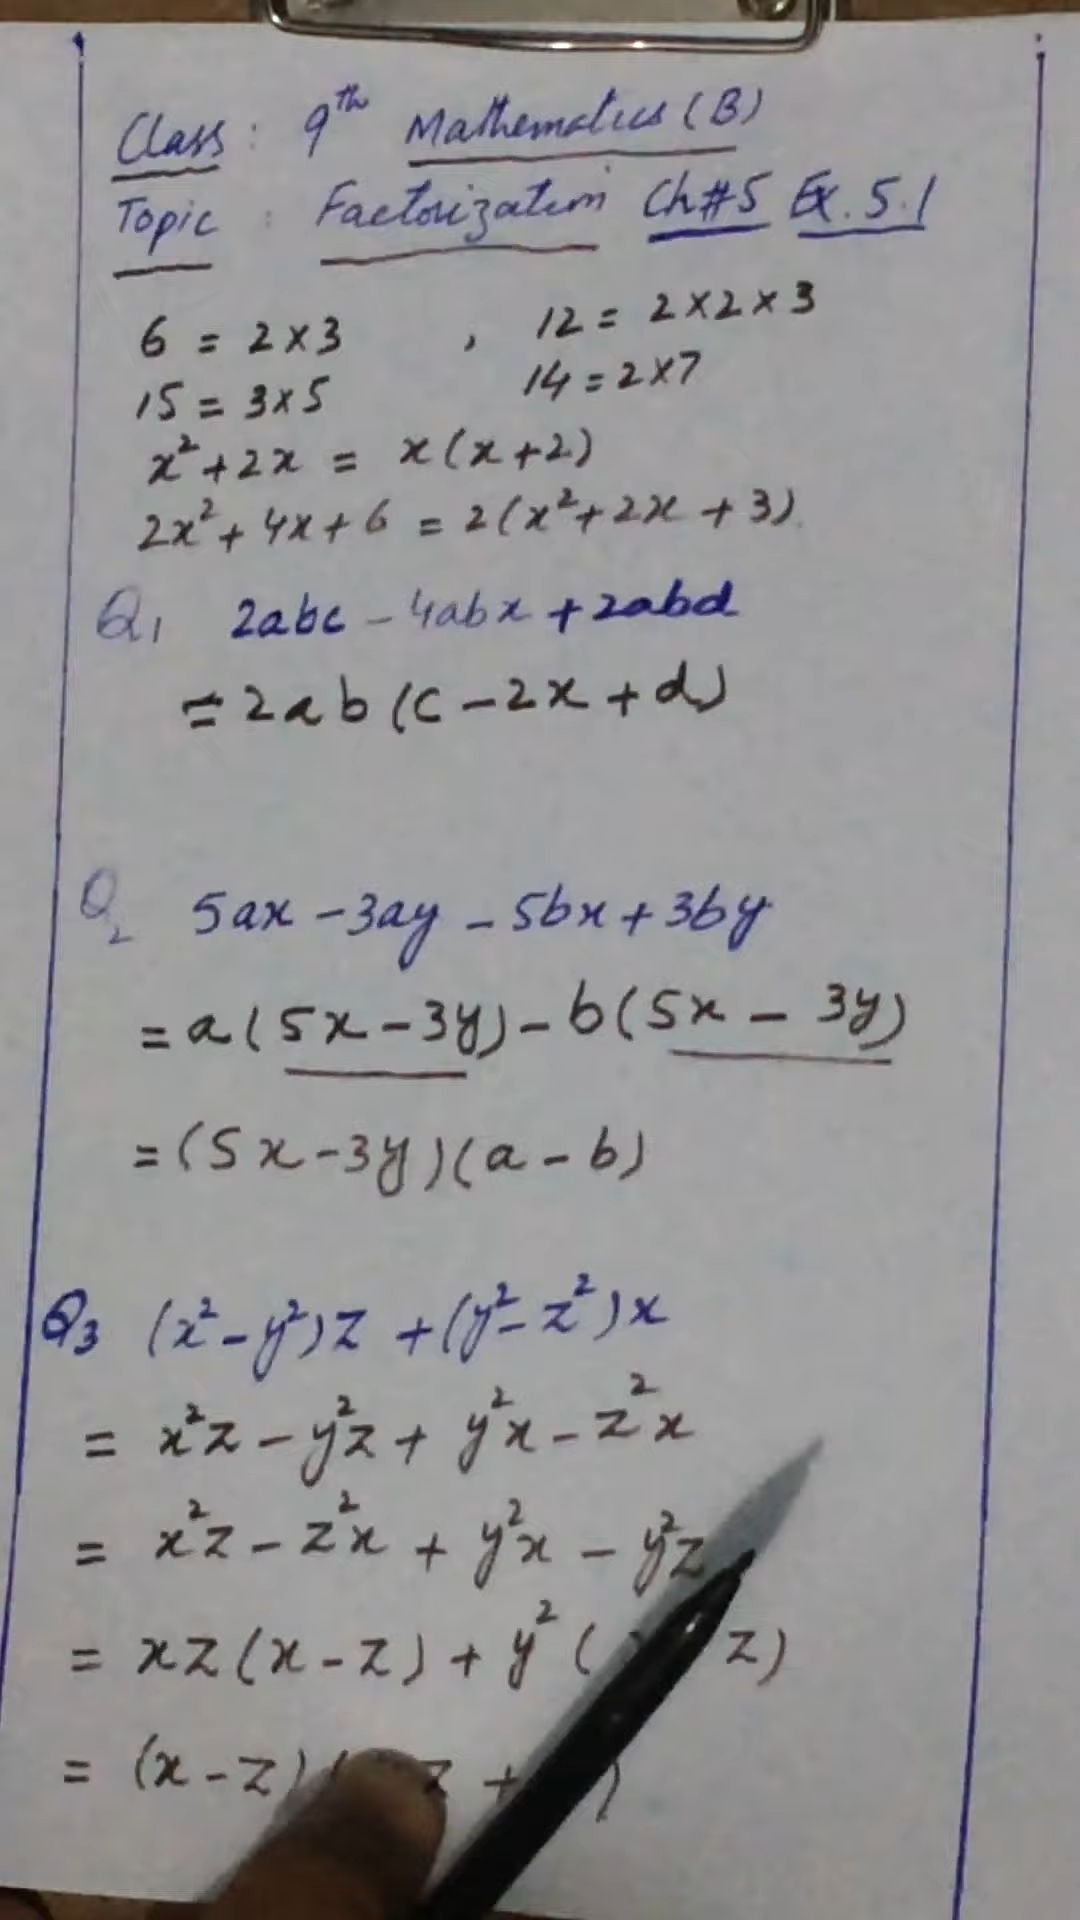 Class : 9th Mathematics (B)
Topic : Factorization Ch#5 Ex. 5.1
6 = 2×3 , 12 = 2×2×3
15 = 3×5 14 = 2×7
x²+2x = x(x+2)
2x²+4x+6 = 2(x²+2x+3)
Q1 2abc - 4abx + 2abd
= 2ab(c-2x+d)
Q2 5ax - 3ay - 5bx + 3by
= a(5x-3y) - b(5x-3y)
= (5x-3y)(a-b)
Q3 (x²-y²)z + (y²-z²)x
= x²z - y²z + y²x - z²x
= x²z - z²x + y²x - y²z
= xz(x-z) + y²( z)
= (x-z)( z + )